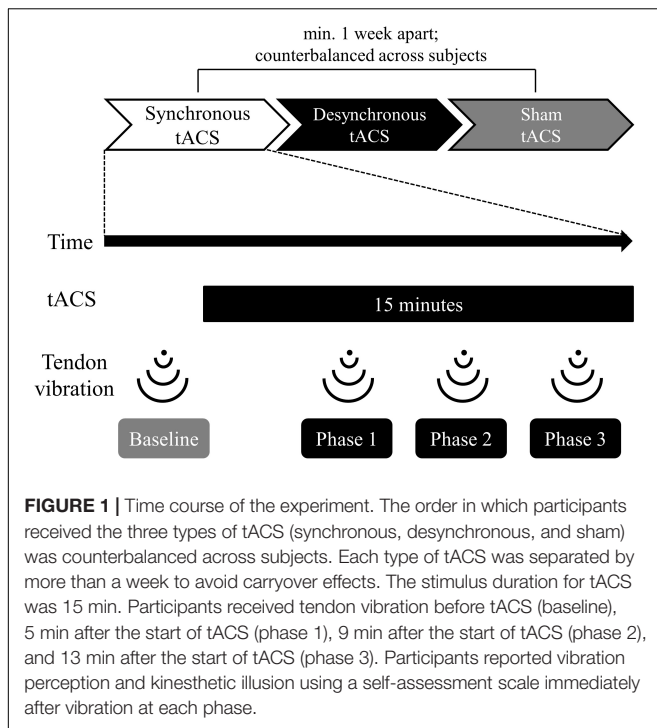 min. 1 week apart;
counterbalanced across subjects
Synchronous
tACS
Desynchronous
tACS
Sham
tACS
Time
tACS
15 minutes
Tendon
vibration
Baseline
Phase 1
Phase 2
Phase 3
FIGURE 1 | Time course of the experiment. The order in which participants
received the three types of tACS (synchronous, desynchronous, and sham)
was counterbalanced across subjects. Each type of tACS was separated by
more than a week to avoid carryover effects. The stimulus duration for tACS
was 15 min. Participants received tendon vibration before tACS (baseline),
5 min after the start of tACS (phase 1), 9 min after the start of tACS (phase 2),
and 13 min after the start of tACS (phase 3). Participants reported vibration
perception and kinesthetic illusion using a self-assessment scale immediately
after vibration at each phase.